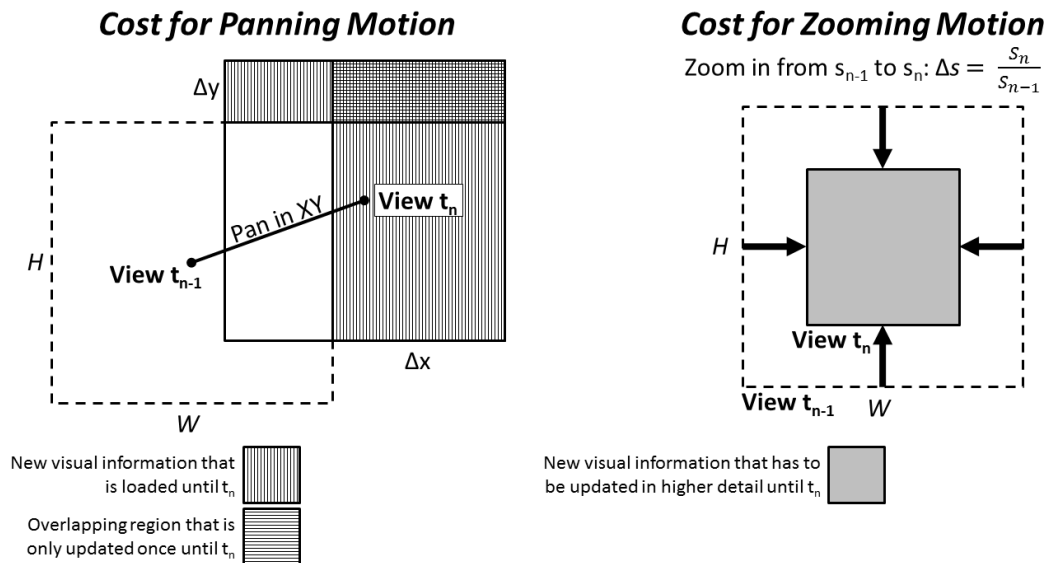 Cost for Panning Motion
Δy
H
Pan in XY
View tₙ
View tₙ₋₁
Δx
W
New visual information that
is loaded until tₙ
Overlapping region that is
only updated once until tₙ
Cost for Zooming Motion
Zoom in from sₙ₋₁ to sₙ: Δs = sₙ/sₙ₋₁
H
View tₙ
View tₙ₋₁
W
New visual information that has to
be updated in higher detail until tₙ